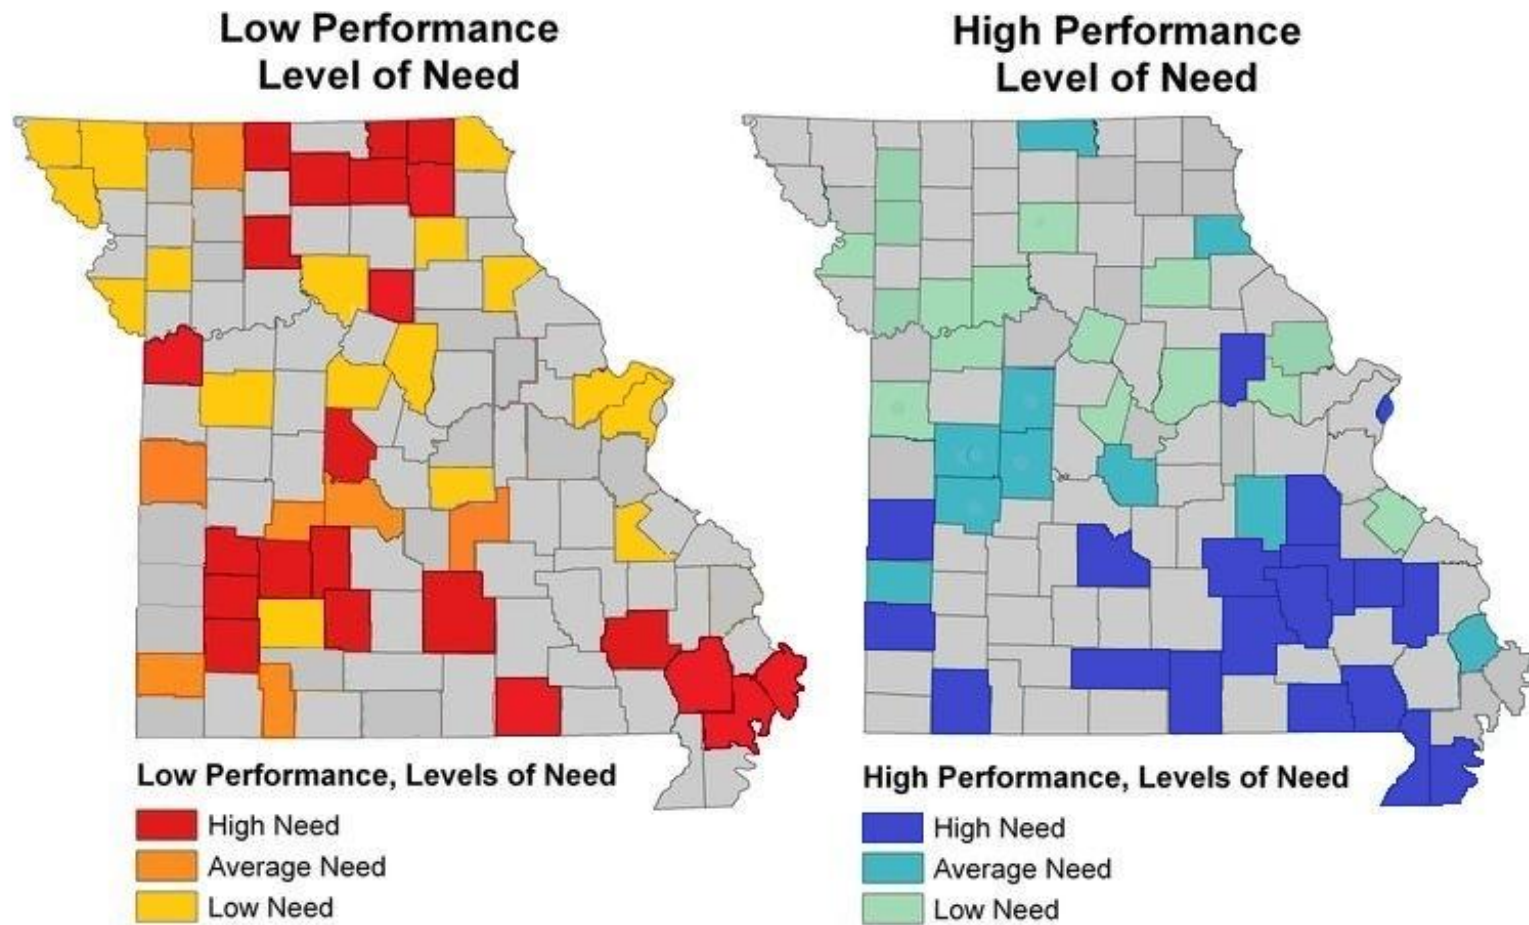 Low Performance
Level of Need
High Performance
Level of Need
Low Performance, Levels of Need
High Need
Average Need
Low Need
High Performance, Levels of Need
High Need
Average Need
Low Need